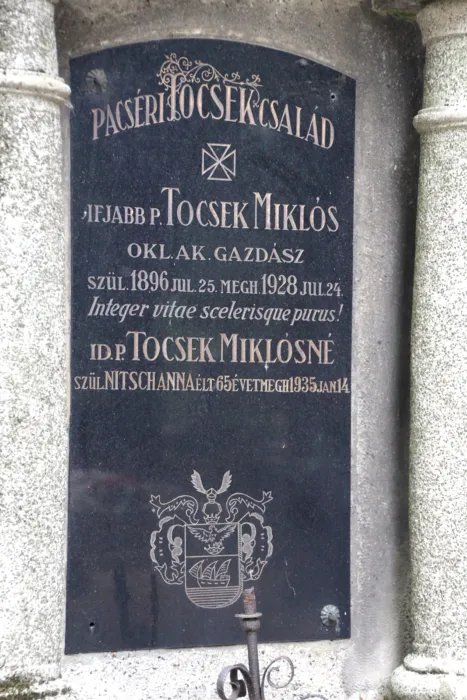 PACSÉRI TOCSEK CSALÁD
IFJABB P. TOCSEK MIKLÓS
OKL. AK. GAZDÁSZ
SZÜL. 1896 JUL. 25. MEGH. 1928 JUL. 24.
Integer vitae scelerisque purus!
ID. P. TOCSEK MIKLÓSNÉ
SZÜL. NITSCH ANNA ÉLT 65 ÉVET MEGH 1935 JAN 14